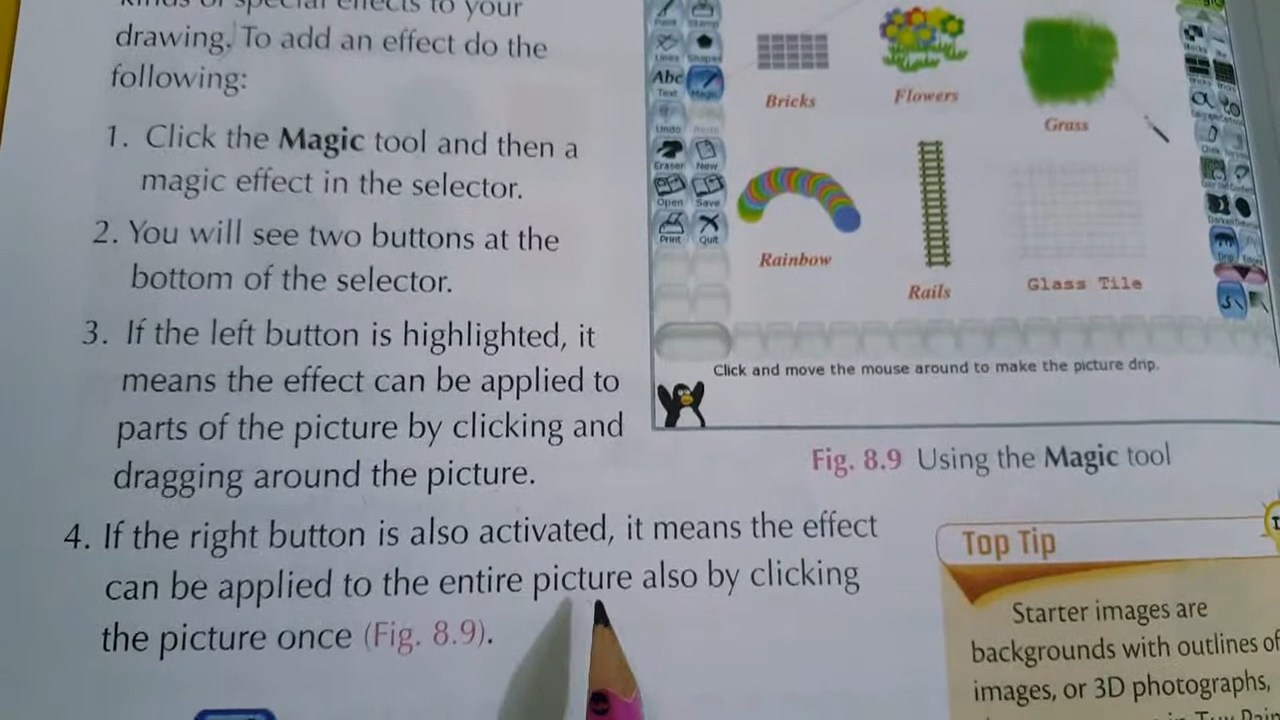 kinds of special effects to your
drawing. To add an effect do the
following:
1. Click the Magic tool and then a
magic effect in the selector.
2. You will see two buttons at the
bottom of the selector.
3. If the left button is highlighted, it
means the effect can be applied to
parts of the picture by clicking and
dragging around the picture.
4. If the right button is also activated, it means the effect
can be applied to the entire picture also by clicking
the picture once (Fig. 8.9).
Paint Stamp
Lines Shapes
Abc
Text Magic
Undo
Eraser New
Open Save
Print Quit
Bricks
Flowers
Grass
Rainbow
Rails
Glass Tile
Click and move the mouse around to make the picture drip.
Fig. 8.9 Using the Magic tool
Top Tip
Starter images are
backgrounds with outlines of
images, or 3D photographs,